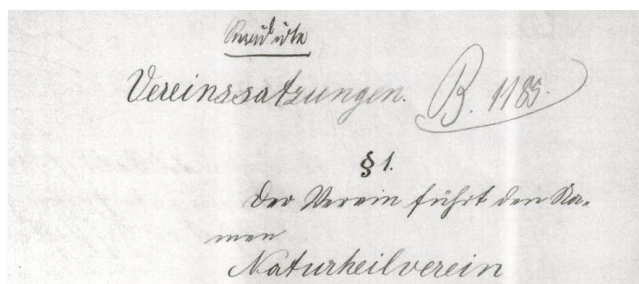 Vereinssatzungen. B. 1185.
§ 1.
Der Verein führt den Na-
men
Naturheilverein